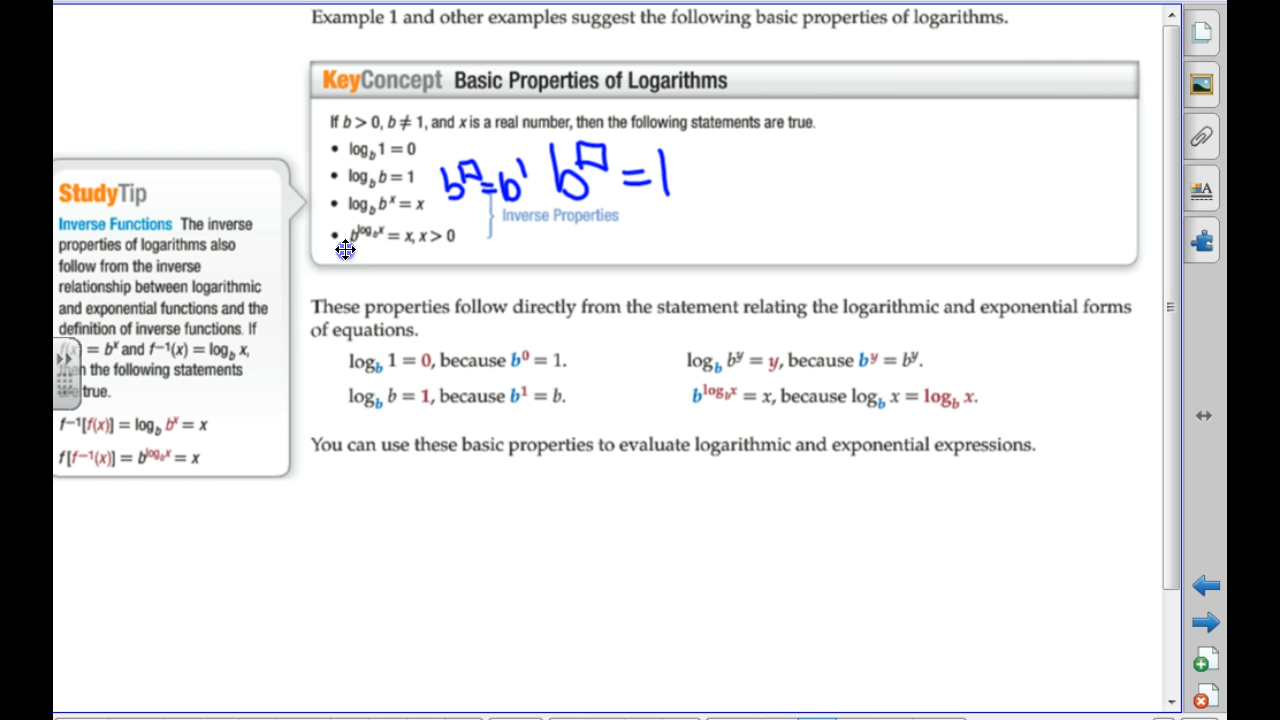 Example 1 and other examples suggest the following basic properties of logarithms.
KeyConcept Basic Properties of Logarithms
If b > 0, b ≠ 1, and x is a real number, then the following statements are true.
• log_b 1 = 0
• log_b b = 1
• log_b b^x = x
• b^(log_b x) = x, x > 0
b^□ = b^1
b^□ = 1
Inverse Properties
StudyTip
Inverse Functions The inverse
properties of logarithms also
follow from the inverse
relationship between logarithmic
and exponential functions and the
definition of inverse functions. If
f(x) = b^x and f^−1(x) = log_b x,
the following statements
true.
f^−1[f(x)] = log_b b^x = x
f[f^−1(x)] = b^(log_b x) = x
These properties follow directly from the statement relating the logarithmic and exponential forms
of equations.
log_b 1 = 0, because b^0 = 1.
log_b b^y = y, because b^y = b^y.
log_b b = 1, because b^1 = b.
b^(log_b x) = x, because log_b x = log_b x.
You can use these basic properties to evaluate logarithmic and exponential expressions.